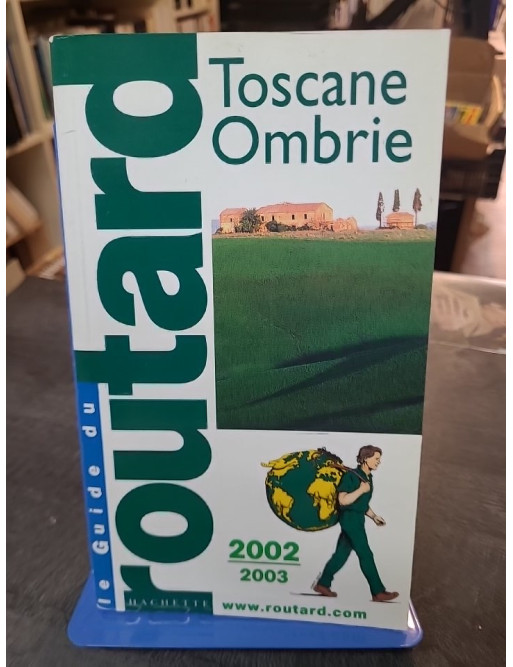 Toscane
Ombrie
le Guide du
routard
2002
2003
HACHETTE
www.routard.com